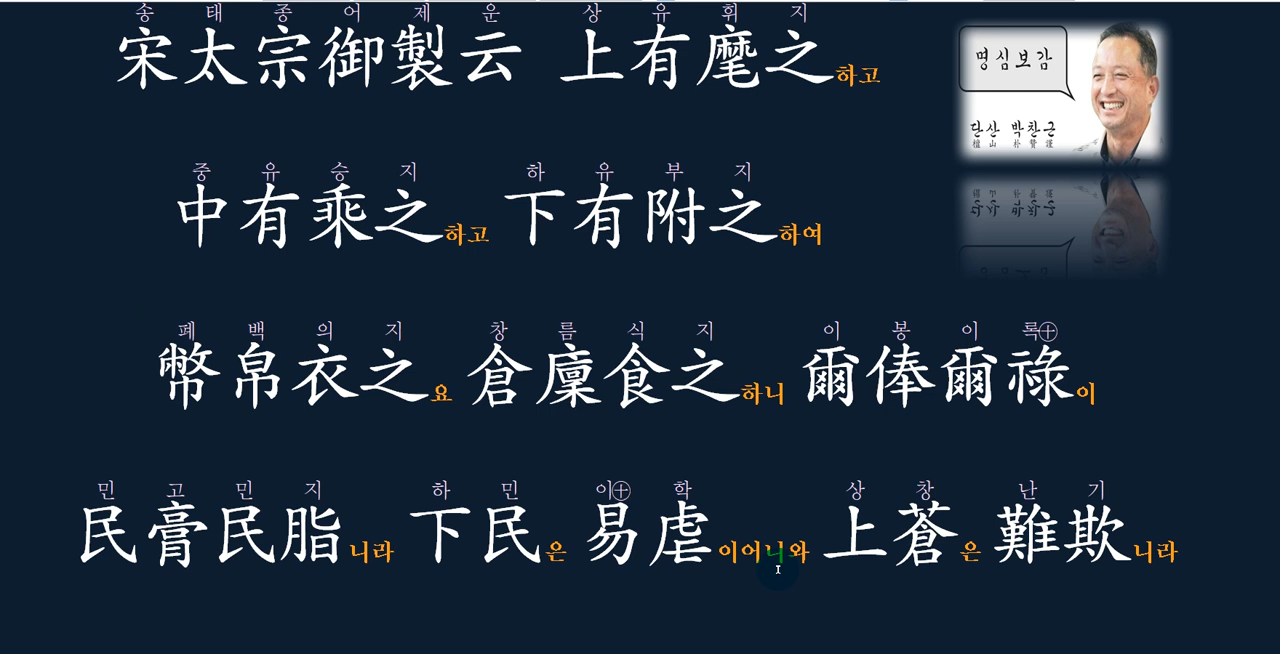 송 태 종 어 제 운 상 유 휘 지
宋太宗御製云 上有麾之하고
명심보감
단산 박찬근
檀山 朴贊謹
중 유 승 지 하 유 부 지
中有乘之하고 下有附之하여
폐 백 의 지 창 름 식 지 이 봉 이 록㊉
幣帛衣之요 倉廩食之하니 爾俸爾祿이
민 고 민 지 하 민 이㊉ 학 상 창 난 기
民膏民脂니라 下民은 易虐이어니와 上蒼은 難欺니라